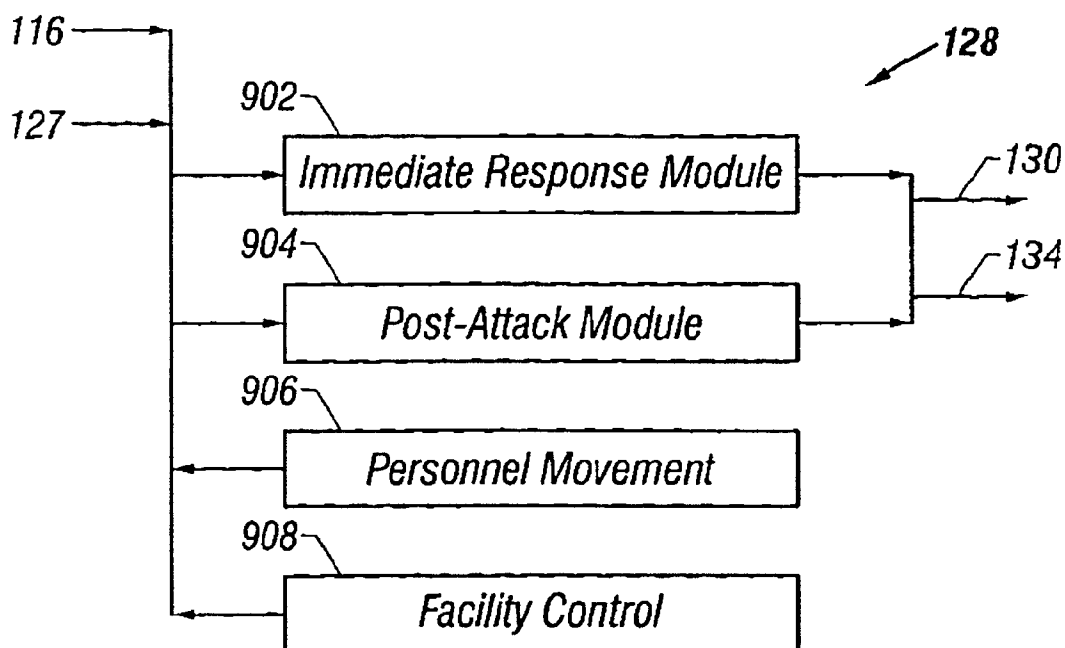 116
128
127
902
Immediate Response Module
130
904
134
Post-Attack Module
906
Personnel Movement
908
Facility Control